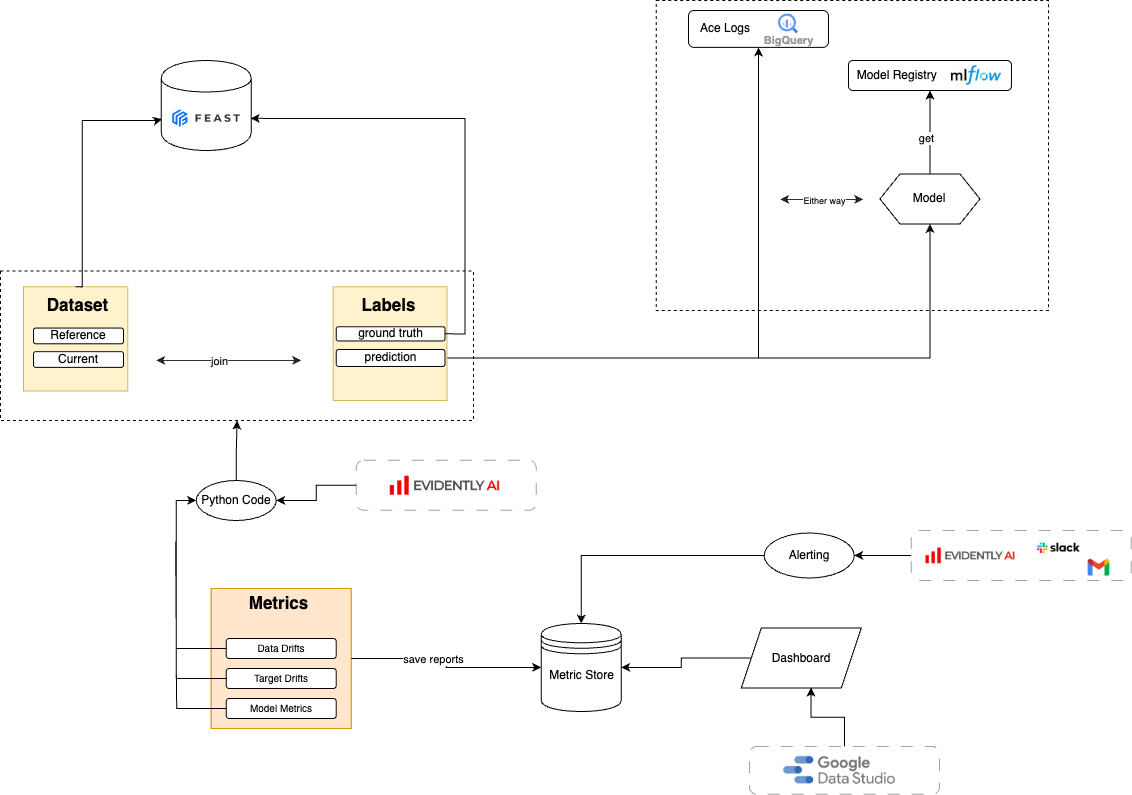 Ace Logs
BigQuery
Model Registry
mlflow
FEAST
get
Either way
Model
Dataset
Reference
Current
join
Labels
ground truth
prediction
Python Code
EVIDENTLY AI
Alerting
EVIDENTLY AI
slack
Metrics
Data Drifts
Target Drifts
Model Metrics
save reports
Metric Store
Dashboard
Google
Data Studio